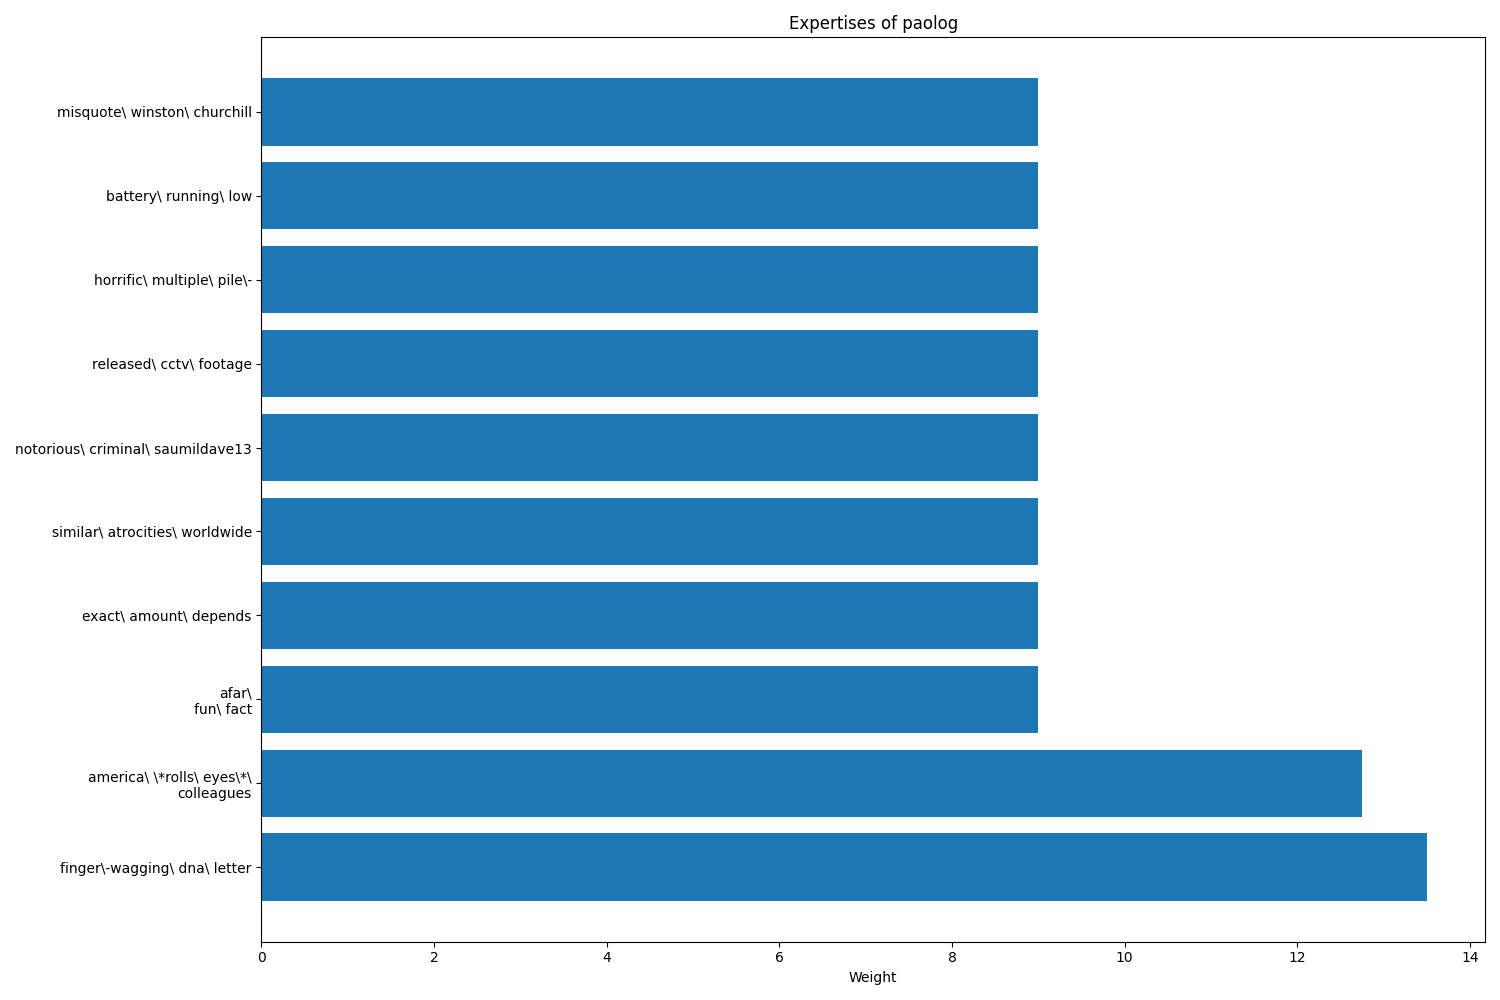 Expertises of paolog
misquote\ winston\ churchill
battery\ running\ low
horrific\ multiple\ pile\-
released\ cctv\ footage
notorious\ criminal\ saumildave13
similar\ atrocities\ worldwide
exact\ amount\ depends
afar\
fun\ fact
america\ \*rolls\ eyes\*\
colleagues
finger\-wagging\ dna\ letter
0 2 4 6 8 10 12 14
Weight